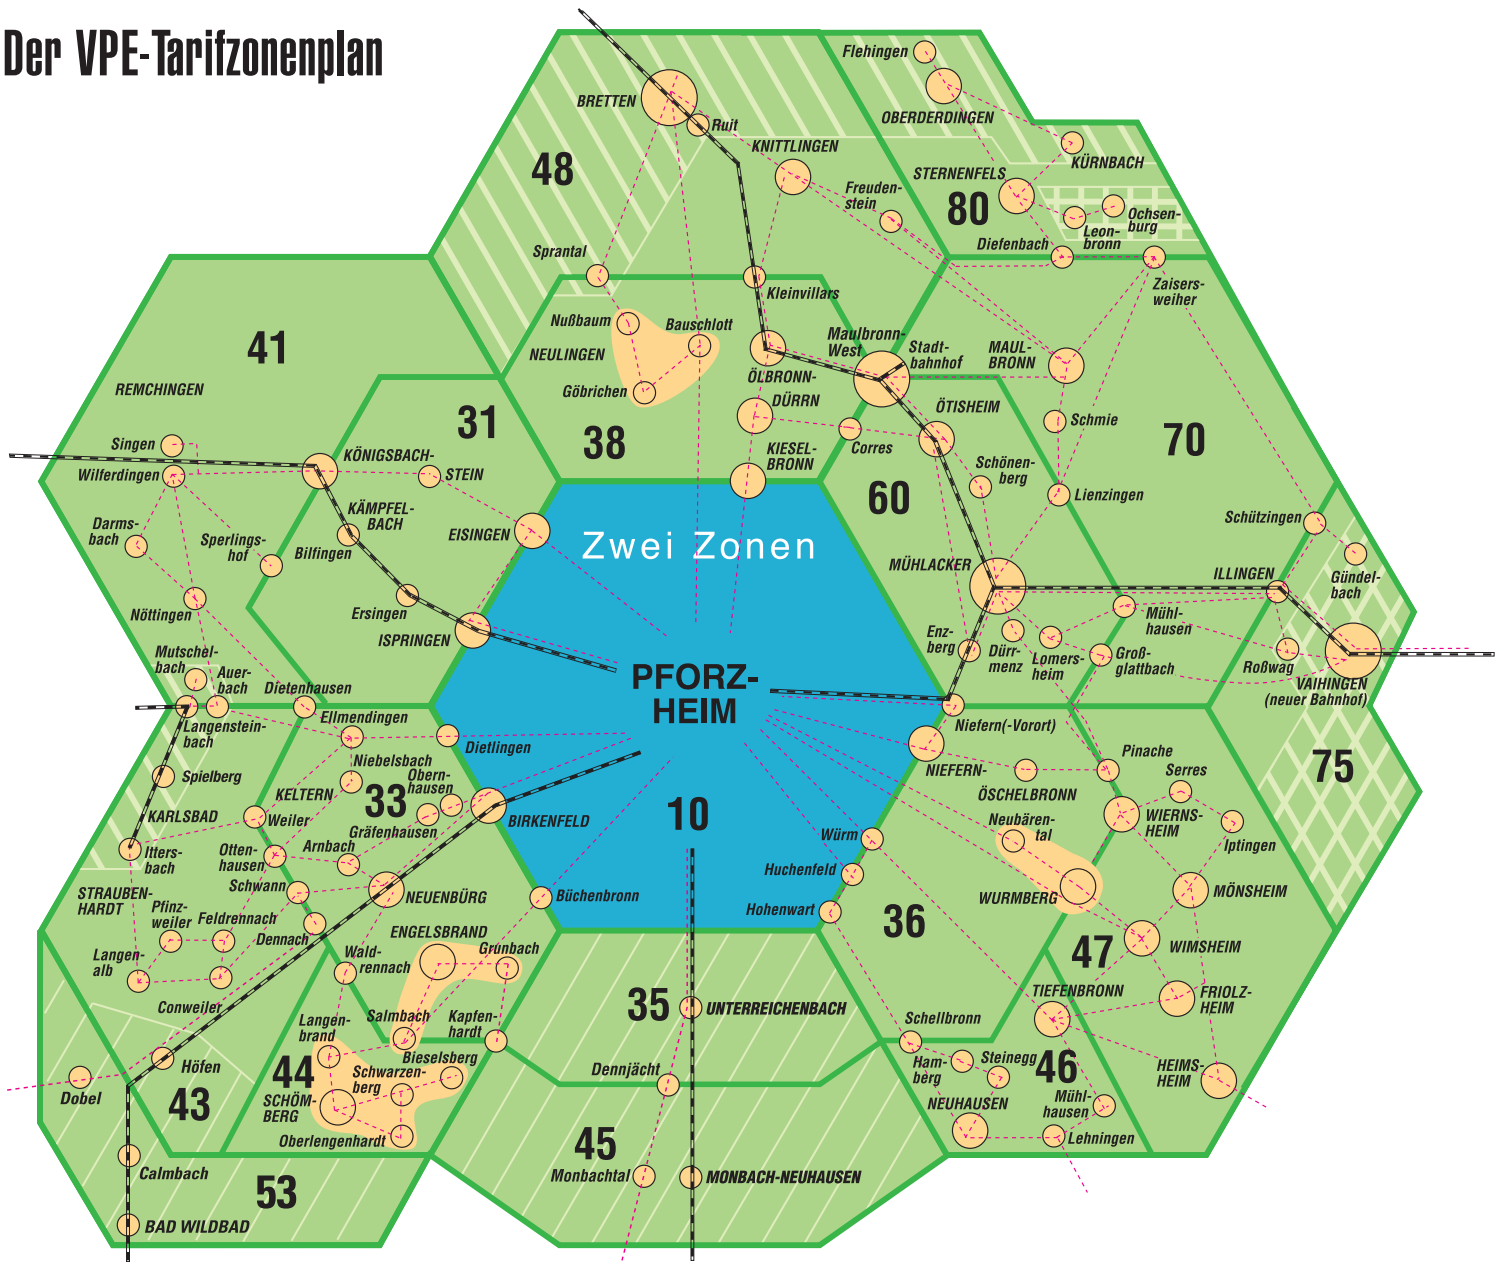 Der VPE-Tarifzonenplan
Flehingen
BRETTEN
OBERDERDINGEN
Ruit
KNITTLINGEN
KÜRNBACH
48
STERNENFELS
Freuden-
stein
80
Ochsen-
burg
Leon-
bronn
Diefenbach
Sprantal
Zaisers-
weiher
Kleinvillars
41
Nußbaum
Bauschlott
NEULINGEN
Maulbronn-
West
Stadt-
bahnhof
MAUL-
BRONN
REMCHINGEN
Göbrichen
ÖLBRONN-
DÜRRN
ÖTISHEIM
31
38
Schmie
70
Singen
KÖNIGSBACH-
STEIN
KIESEL-
BRONN
Corres
Schönen-
berg
Wilferdingen
Lienzingen
60
KÄMPFEL-
BACH
Schützingen
Darms-
bach
Sperlings-
hof
Bilfingen
EISINGEN
Zwei Zonen
MÜHLACKER
ILLINGEN
Gündel-
bach
Ersingen
Nöttingen
ISPRINGEN
Enz-
berg
Dürr-
menz
Lomers-
heim
Mühl-
hausen
Groß-
glattbach
Roßwag
Mutschel-
bach
Auer-
bach
PFORZ-
HEIM
VAIHINGEN
(neuer Bahnhof)
Dietenhausen
Ellmendingen
Langenstein-
bach
Dietlingen
Niefern(-Vorort)
Niebelsbach
Pinache
Spielberg
Obern-
hausen
NIEFERN-
ÖSCHELBRONN
Serres
75
KELTERN
33
KARLSBAD
Weiler
Gräfenhausen
BIRKENFELD
10
Neubären-
tal
WIERNS-
HEIM
Iptingen
Würm
Itters-
bach
Otten-
hausen
Arnbach
Huchenfeld
STRAUBEN-
HARDT
Schwann
NEUENBÜRG
Büchenbronn
WURMBERG
MÖNSHEIM
Pfinz-
weiler
Feldrennach
Hohenwart
36
Dennach
ENGELSBRAND
Grunbach
WIMSHEIM
Langen-
alb
Wald-
rennach
47
TIEFENBRONN
FRIOLZ-
HEIM
Conweiler
35
UNTERREICHENBACH
Langen-
brand
Salmbach
Kapfen-
hardt
Schellbronn
Höfen
Bieselsberg
Ham-
berg
Steinegg
46
HEIMS-
HEIM
44
Schwarzen-
berg
Dennjächt
Dobel
43
SCHÖM-
BERG
NEUHAUSEN
Mühl-
hausen
Oberlengenhardt
45
Lehningen
Calmbach
Monbachtal
MONBACH-NEUHAUSEN
53
BAD WILDBAD